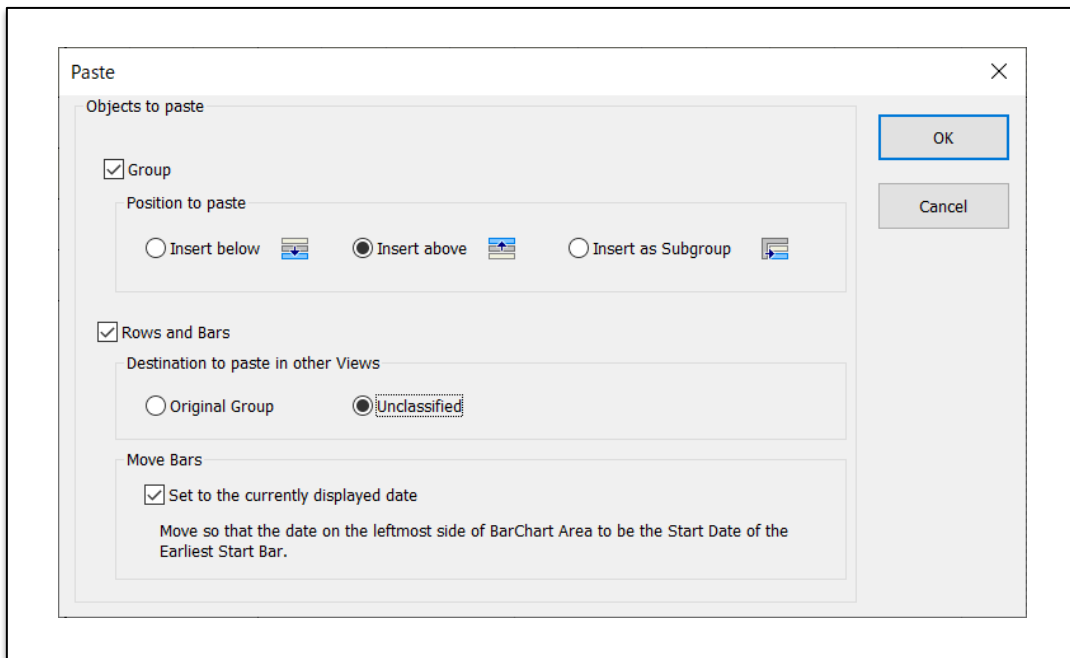 Paste
Objects to paste
OK
Group
Cancel
Position to paste
Insert below
Insert above
Insert as Subgroup
Rows and Bars
Destination to paste in other Views
Original Group
Unclassified
Move Bars
Set to the currently displayed date
Move so that the date on the leftmost side of BarChart Area to be the Start Date of the
Earliest Start Bar.